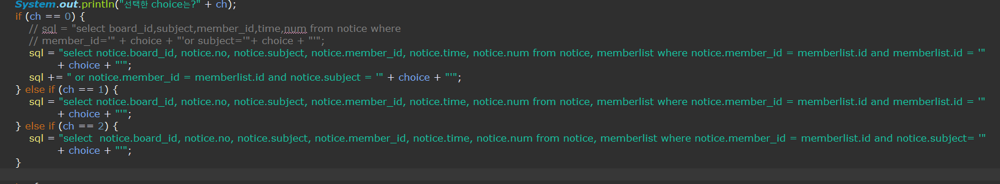 System.out.println("선택한 choice는?" + ch);
if (ch == 0) {
// sql = "select board_id,subject,member_id,time,num from notice where
// member_id='" + choice + "'or subject='"+ choice + "'";
sql = "select notice.board_id, notice.no, notice.subject, notice.member_id, notice.time, notice.num from notice, memberlist where notice.member_id = memberlist.id and memberlist.id = '"
+ choice + "'";
sql += " or notice.member_id = memberlist.id and notice.subject = '" + choice + "'";
} else if (ch == 1) {
sql = "select notice.board_id, notice.no, notice.subject, notice.member_id, notice.time, notice.num from notice, memberlist where notice.member_id = memberlist.id and memberlist.id = '"
+ choice + "'";
} else if (ch == 2) {
sql = "select  notice.board_id, notice.no, notice.subject, notice.member_id, notice.time, notice.num from notice, memberlist where notice.member_id = memberlist.id and notice.subject= '"
+ choice + "'";
}